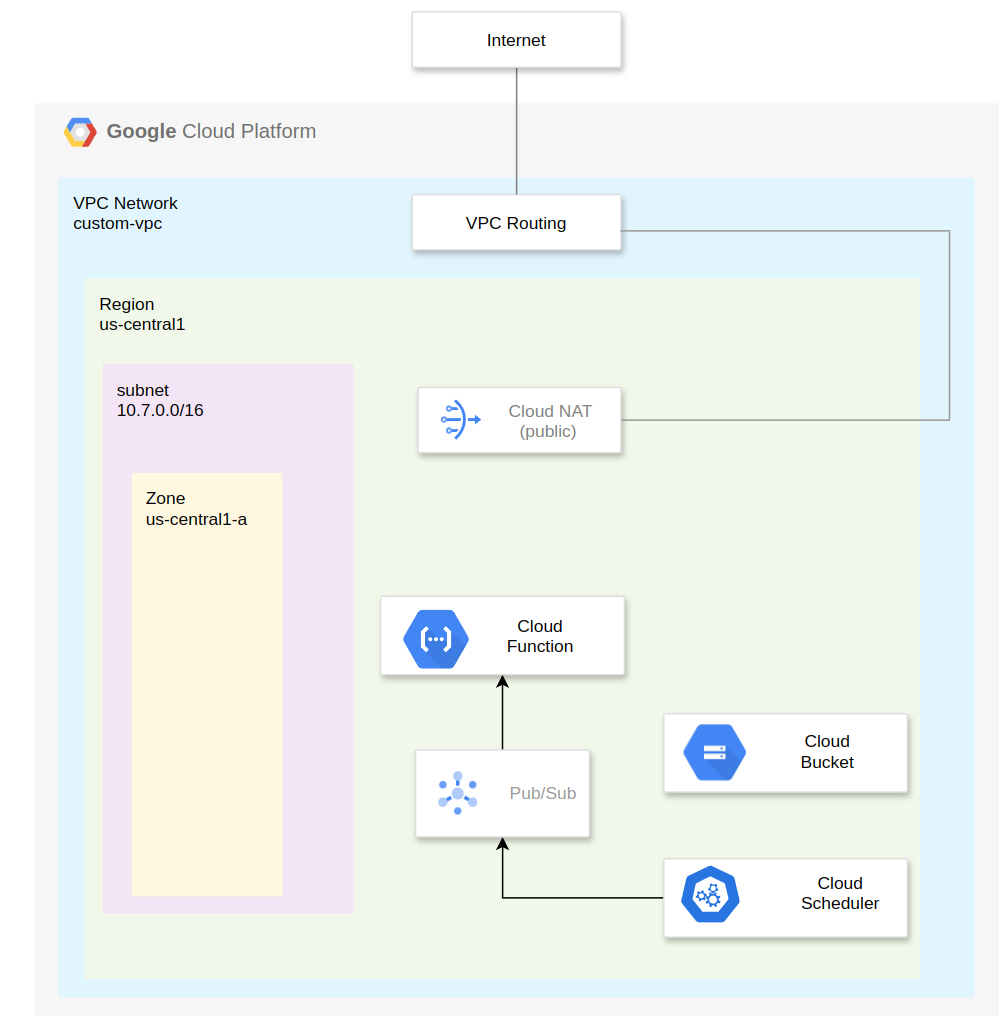 Internet
Google Cloud Platform
VPC Network
custom-vpc
VPC Routing
Region
us-central1
subnet
10.7.0.0/16
Cloud NAT
(public)
Zone
us-central1-a
Cloud
Function
Cloud
Bucket
Pub/Sub
Cloud
Scheduler